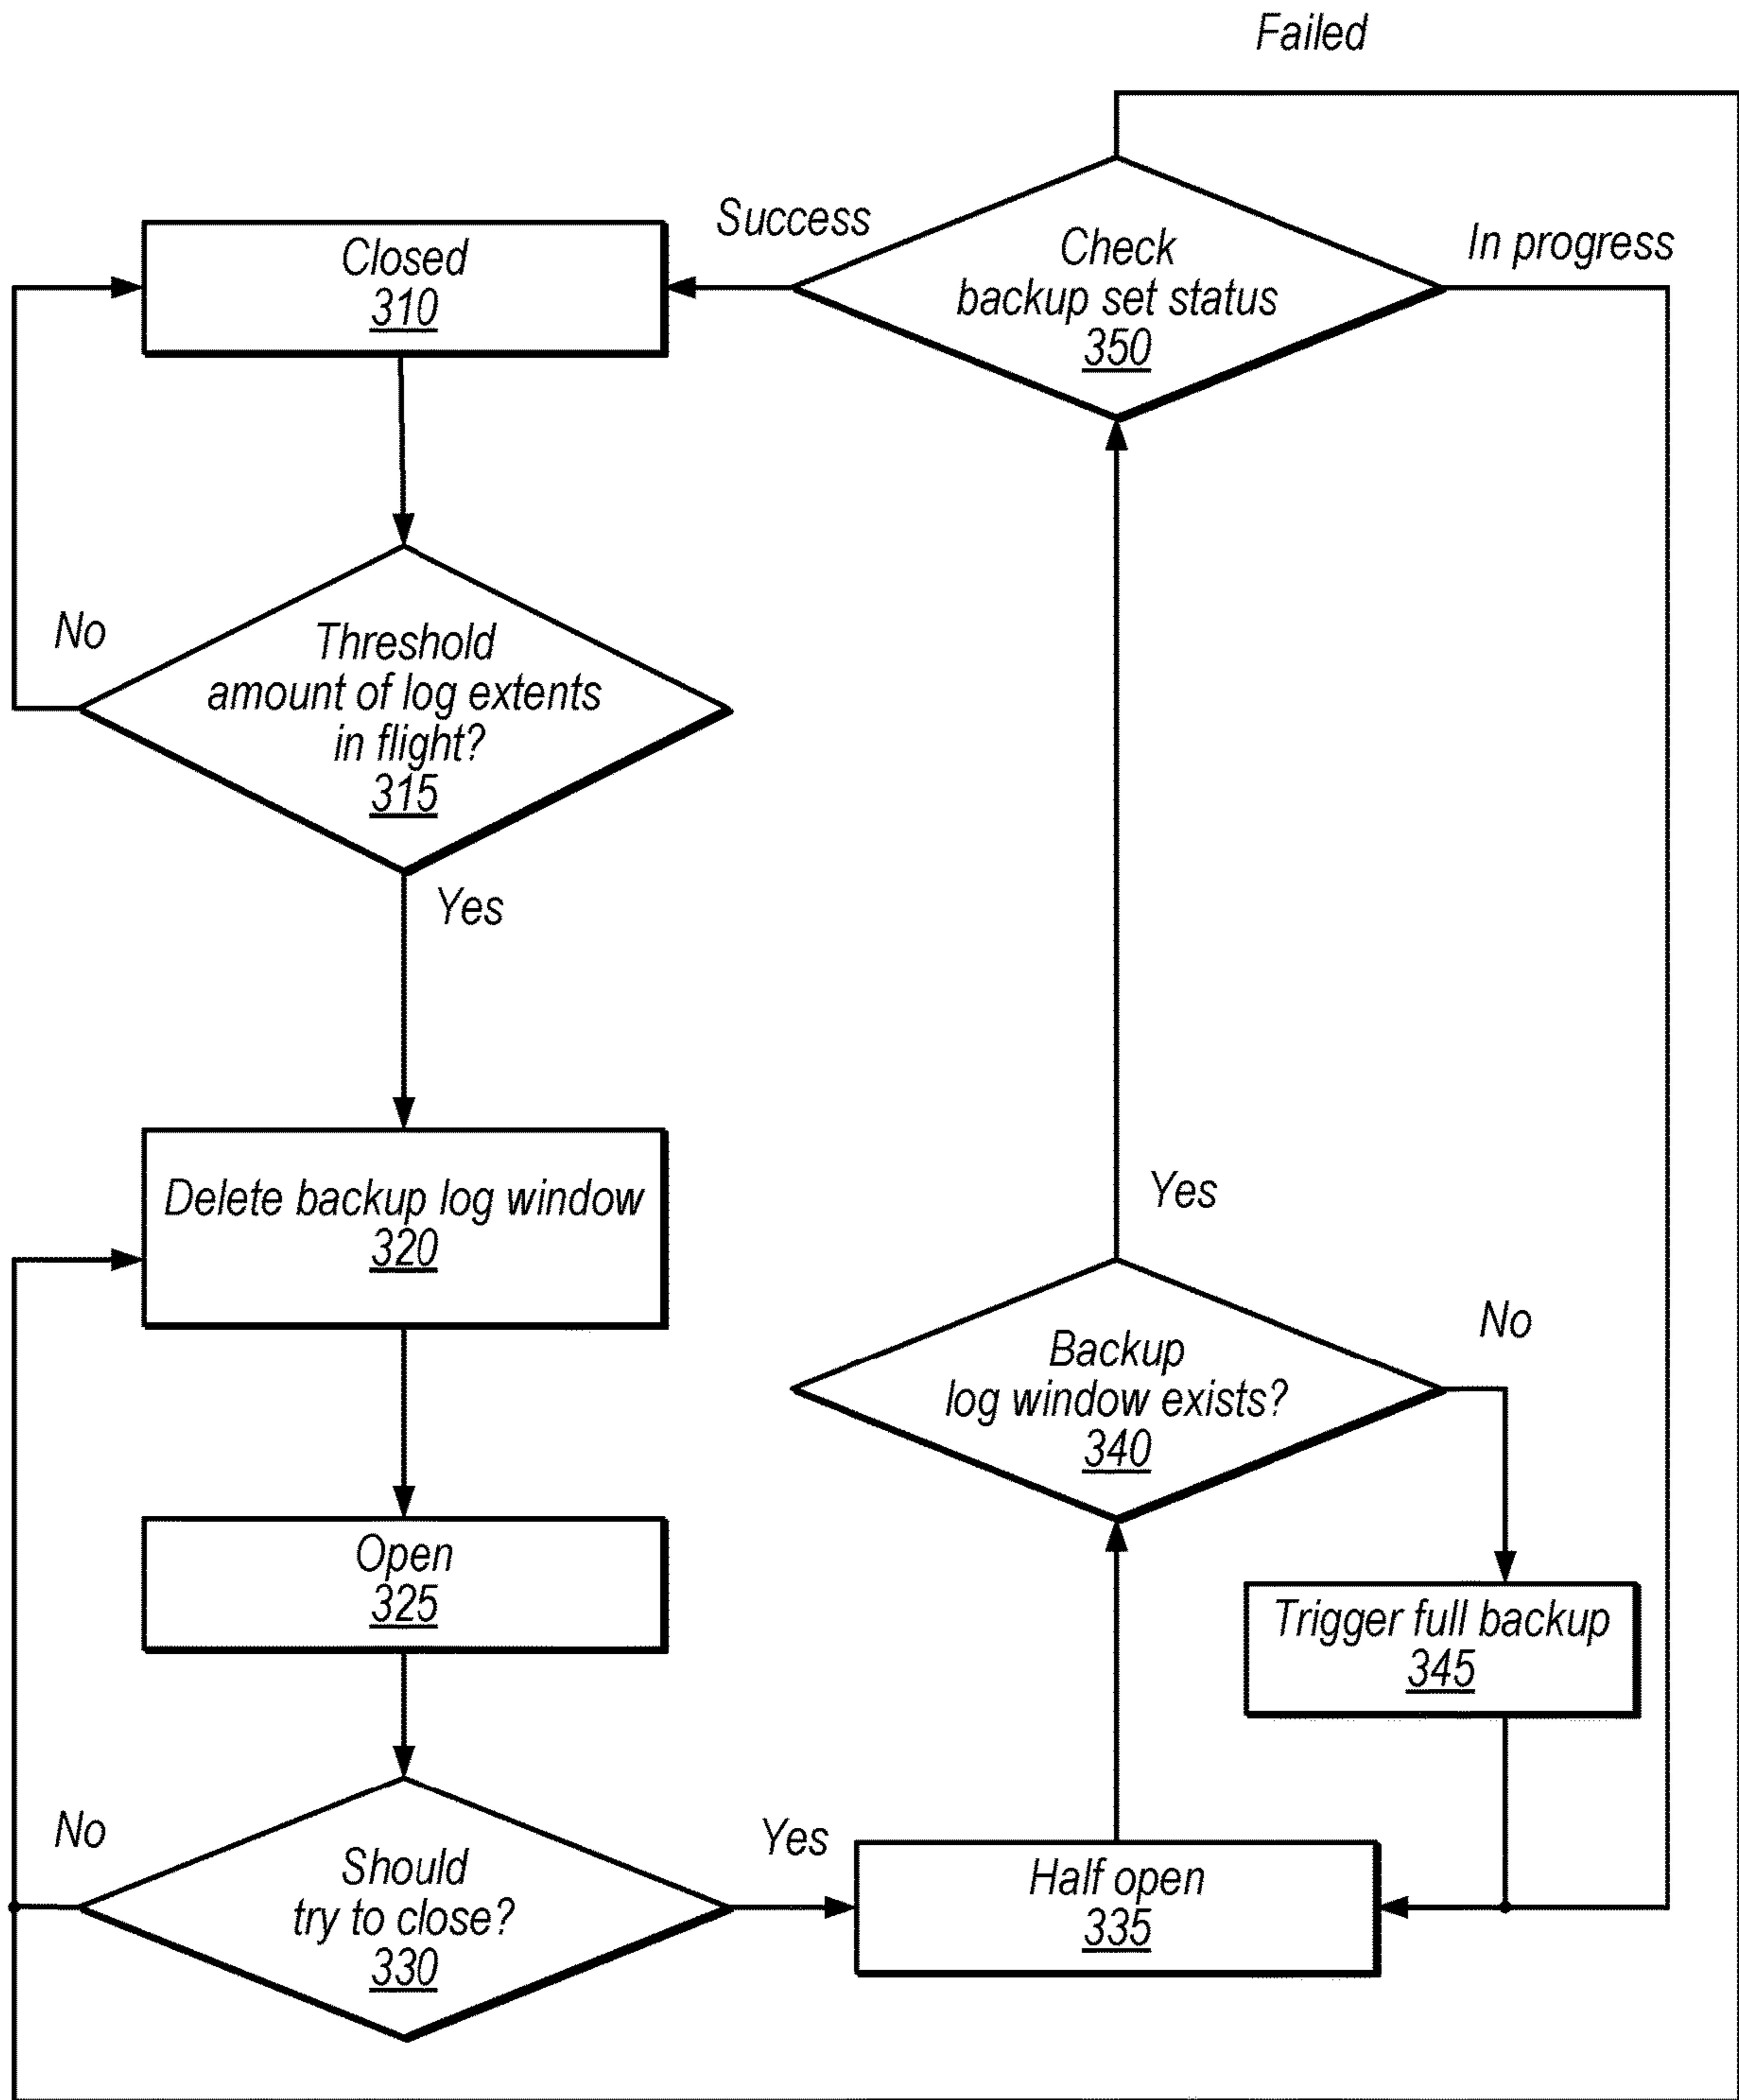 Failed
Success
In progress
Closed
310
Check
backup set status
350
No
Threshold
amount of log extents
in flight?
315
Yes
Delete backup log window
320
Yes
Backup
log window exists?
340
No
Open
325
Trigger full backup
345
No
Should
try to close?
330
Yes
Half open
335